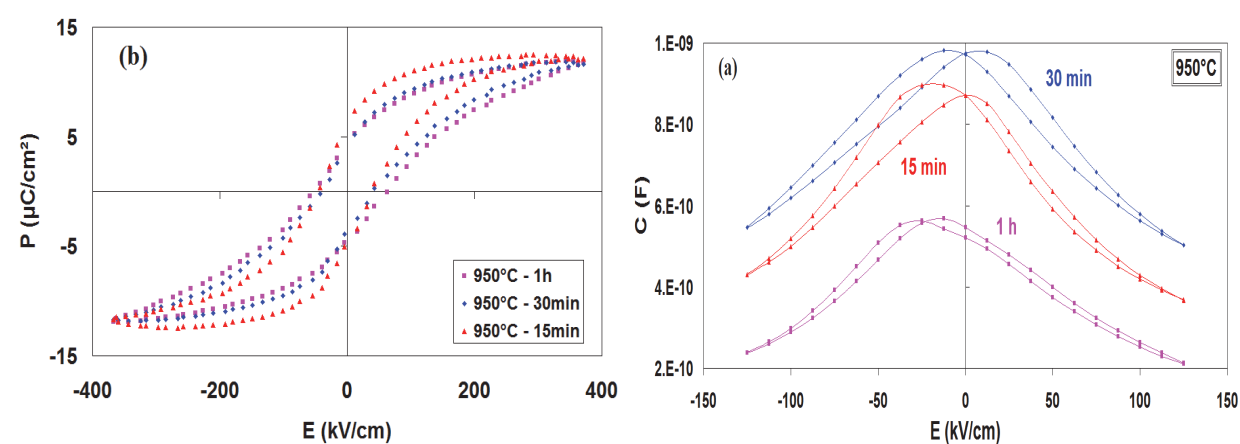 (b)
15
5
-5
-15
P (µC/cm²)
-400
-200
0
200
400
E (kV/cm)
950°C - 1h
950°C - 30min
950°C - 15min
(a)
950°C
1.E-09
8.E-10
6.E-10
4.E-10
2.E-10
C (F)
30 min
15 min
1 h
-150
-100
-50
0
50
100
150
E (kV/cm)